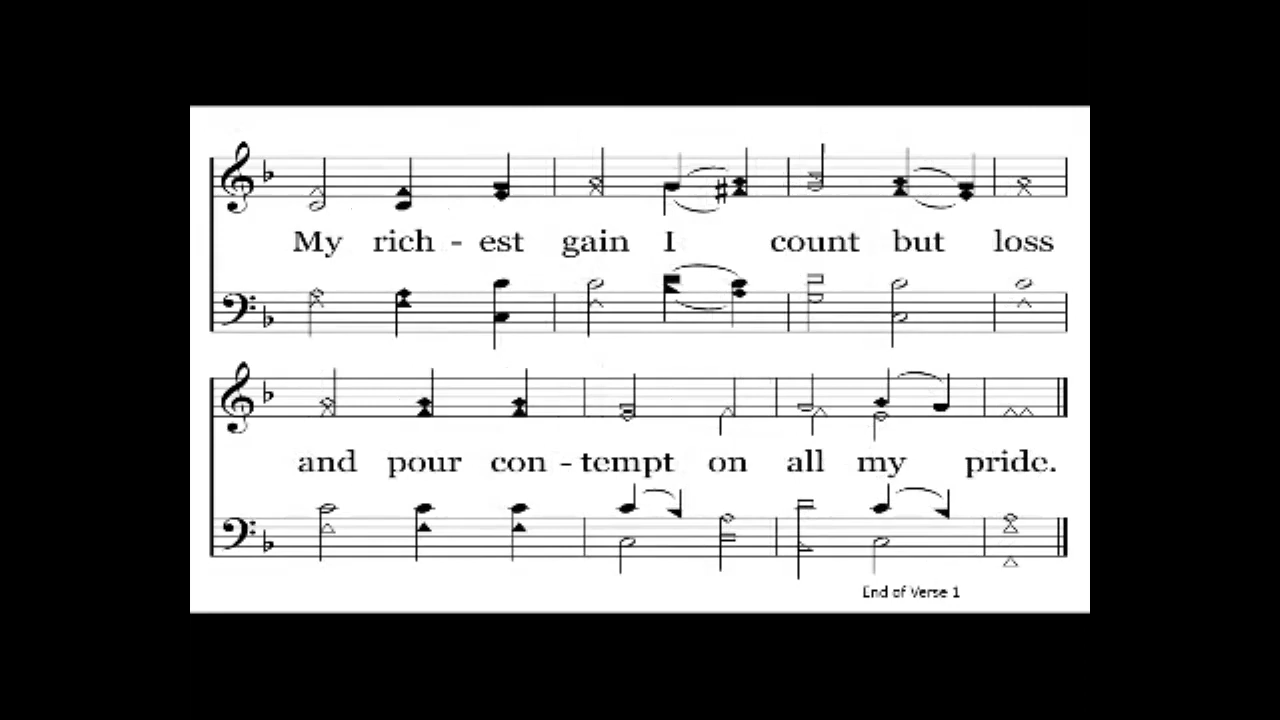 My rich - est gain I count but loss
and pour con - tempt on all my pride.
End of Verse 1